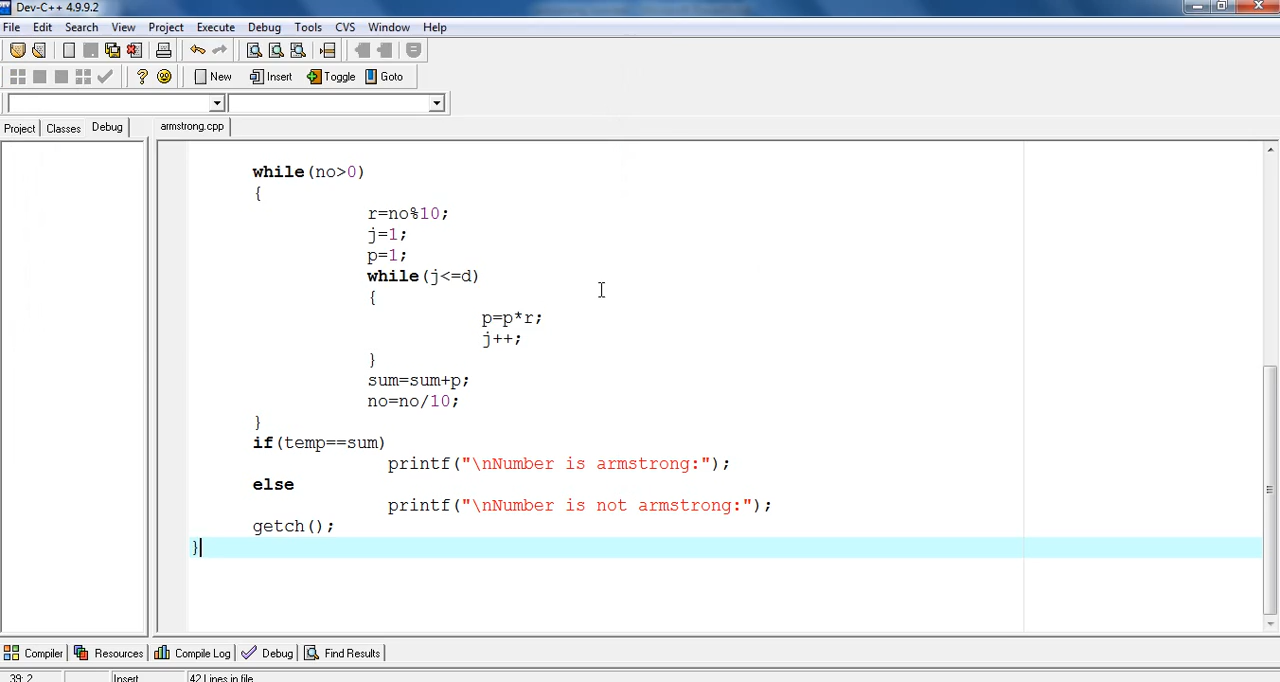 Dev-C++ 4.9.9.2
File Edit Search View Project Execute Debug Tools CVS Window Help
New Insert Toggle Goto
Project Classes Debug armstrong.cpp
while(no>0)
{
r=no%10;
j=1;
p=1;
while(j<=d)
{
p=p*r;
j++;
}
sum=sum+p;
no=no/10;
}
if(temp==sum)
printf("\nNumber is armstrong:");
else
printf("\nNumber is not armstrong:");
getch();
}
Compiler Resources Compile Log Debug Find Results
39: 2 Insert 42 Lines in file